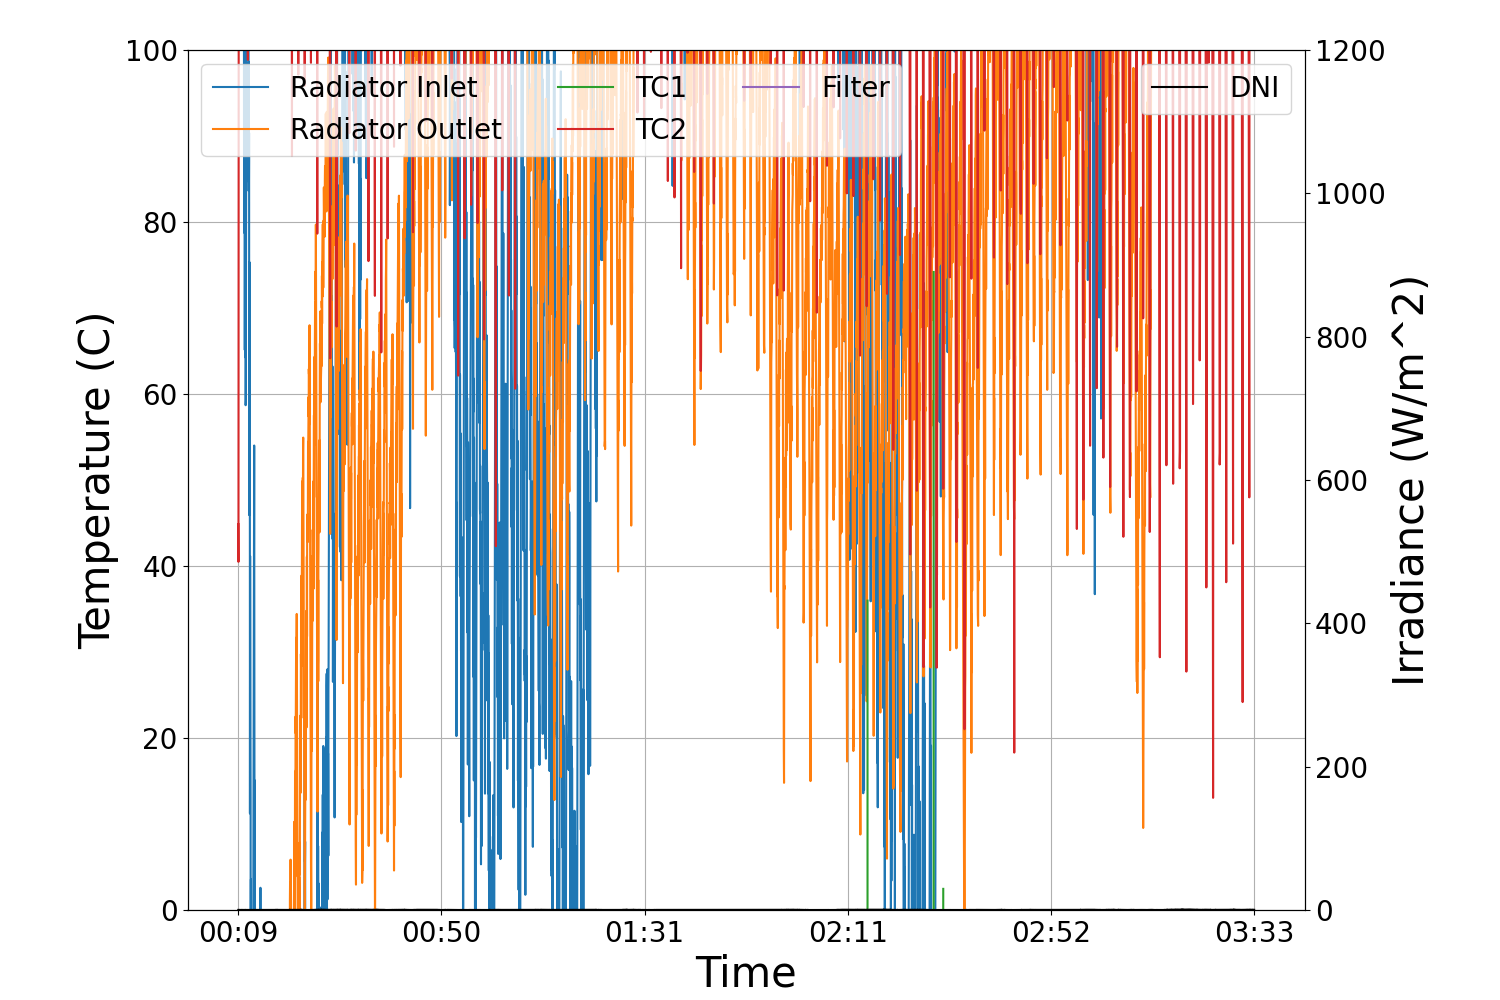 100
80
60
40
20
0
Temperature (C)
Radiator Inlet
Radiator Outlet
TC1
TC2
Filter
DNI
1200
1000
800
600
400
200
0
Irradiance (W/m^2)
00:09
00:50
01:31
02:11
02:52
03:33
Time